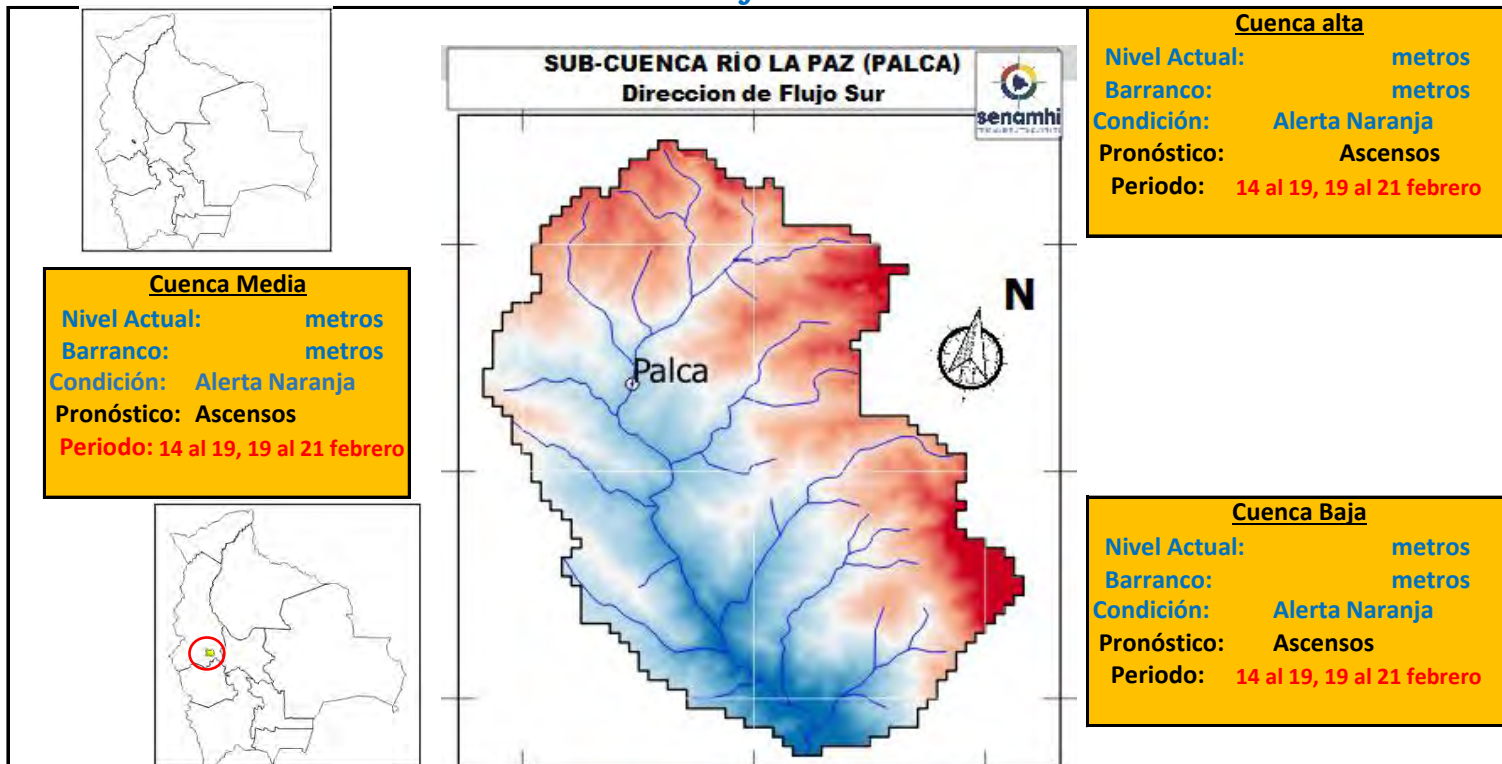 SUB-CUENCA RÍO LA PAZ (PALCA)
Direccion de Flujo Sur
senamhi
Cuenca alta
Nivel Actual: metros
Barranco: metros
Condición: Alerta Naranja
Pronóstico: Ascensos
Periodo: 14 al 19, 19 al 21 febrero
Cuenca Media
Nivel Actual: metros
Barranco: metros
Condición: Alerta Naranja
Pronóstico: Ascensos
Periodo: 14 al 19, 19 al 21 febrero
N
Palca
Cuenca Baja
Nivel Actual: metros
Barranco: metros
Condición: Alerta Naranja
Pronóstico: Ascensos
Periodo: 14 al 19, 19 al 21 febrero